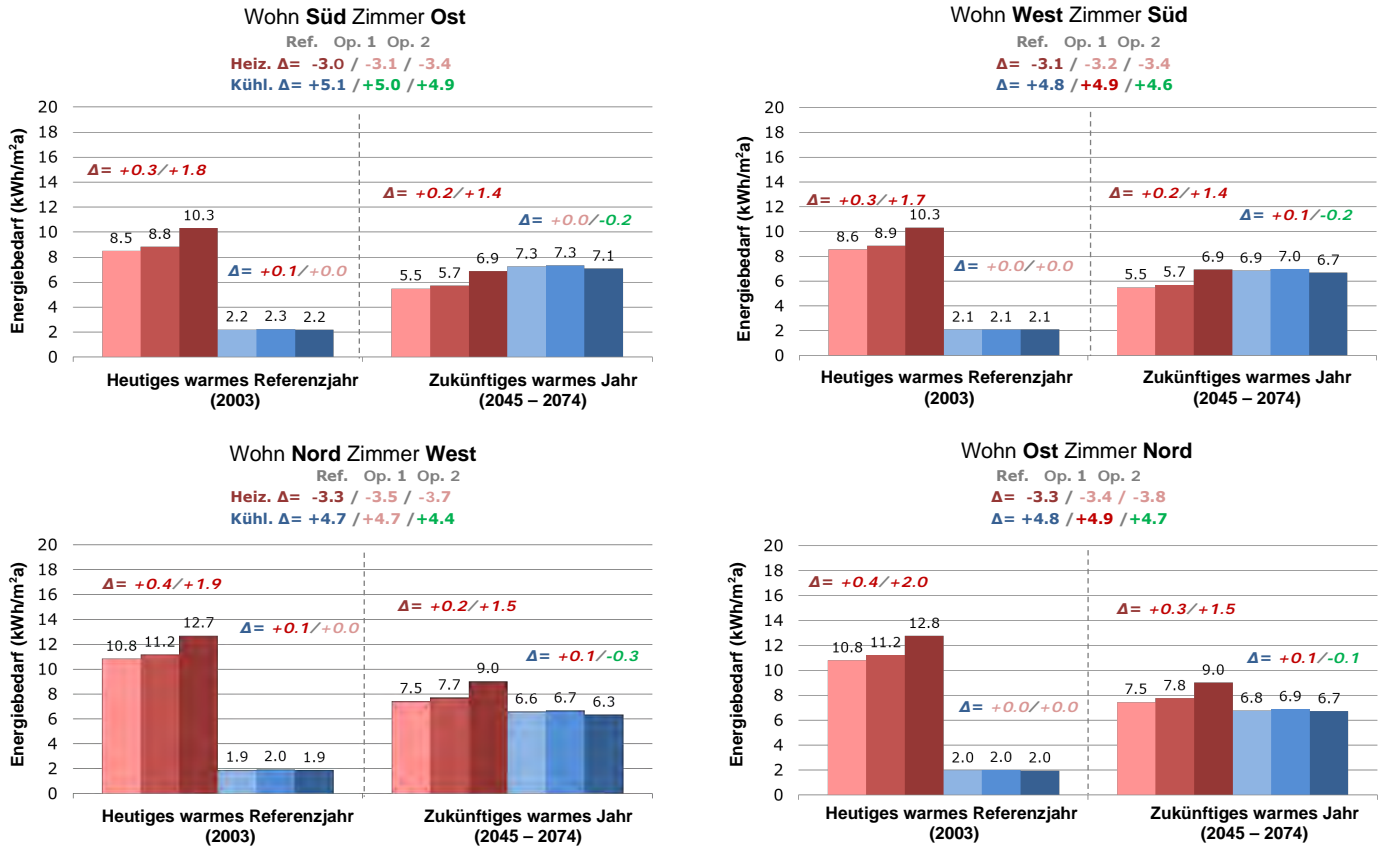 Wohn Süd Zimmer Ost
Ref. Op. 1 Op. 2
Heiz. Δ= -3.0 / -3.1 / -3.4
Kühl. Δ= +5.1 / +5.0 / +4.9
Energiebedarf (kWh/m²a)
20
18
16
14
12
10
8
6
4
2
0
Δ= +0.3/+1.8
8.5 8.8 10.3
Δ= +0.1/+0.0
2.2 2.3 2.2
Δ= +0.2/+1.4
5.5 5.7 6.9
Δ= +0.0/-0.2
7.3 7.3 7.1
Heutiges warmes Referenzjahr
(2003)
Zukünftiges warmes Jahr
(2045 – 2074)
Wohn West Zimmer Süd
Ref. Op. 1 Op. 2
Δ= -3.1 / -3.2 / -3.4
Δ= +4.8 / +4.9 / +4.6
Energiebedarf (kWh/m²a)
20
18
16
14
12
10
8
6
4
2
0
Δ= +0.3/+1.7
8.6 8.9 10.3
Δ= +0.0/+0.0
2.1 2.1 2.1
Δ= +0.2/+1.4
5.5 5.7 6.9
Δ= +0.1/-0.2
6.9 7.0 6.7
Heutiges warmes Referenzjahr
(2003)
Zukünftiges warmes Jahr
(2045 – 2074)
Wohn Nord Zimmer West
Ref. Op. 1 Op. 2
Heiz. Δ= -3.3 / -3.5 / -3.7
Kühl. Δ= +4.7 / +4.7 / +4.4
Energiebedarf (kWh/m²a)
20
18
16
14
12
10
8
6
4
2
0
Δ= +0.4/+1.9
10.8 11.2 12.7
Δ= +0.1/+0.0
1.9 2.0 1.9
Δ= +0.2/+1.5
7.5 7.7 9.0
Δ= +0.1/-0.3
6.6 6.7 6.3
Heutiges warmes Referenzjahr
(2003)
Zukünftiges warmes Jahr
(2045 – 2074)
Wohn Ost Zimmer Nord
Ref. Op. 1 Op. 2
Δ= -3.3 / -3.4 / -3.8
Δ= +4.8 / +4.9 / +4.7
Energiebedarf (kWh/m²a)
20
18
16
14
12
10
8
6
4
2
0
Δ= +0.4/+2.0
10.8 11.2 12.8
Δ= +0.0/+0.0
2.0 2.0 2.0
Δ= +0.3/+1.5
7.5 7.8 9.0
Δ= +0.1/-0.1
6.8 6.9 6.7
Heutiges warmes Referenzjahr
(2003)
Zukünftiges warmes Jahr
(2045 – 2074)